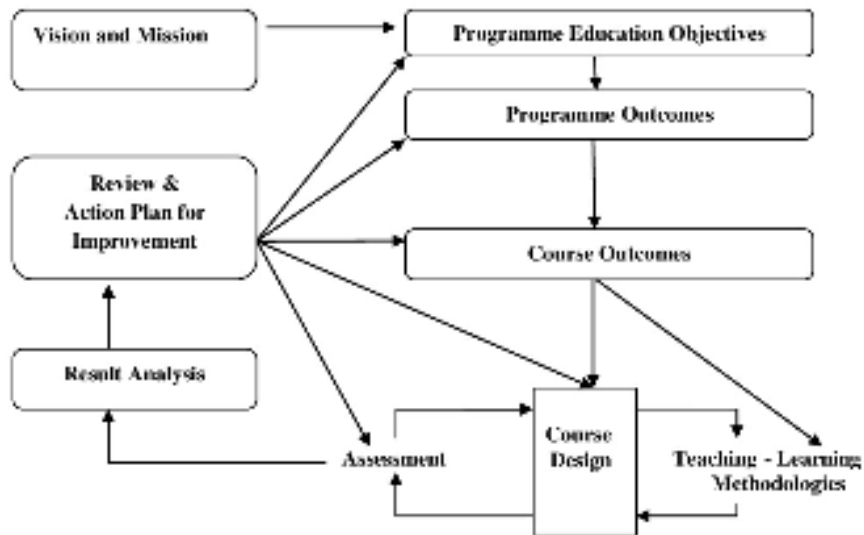 Vision and Mission
Programme Education Objectives
Programme Outcomes
Review &
Action Plan for
Improvement
Course Outcomes
Result Analysis
Assessment
Course
Design
Teaching - Learning
Methodologies